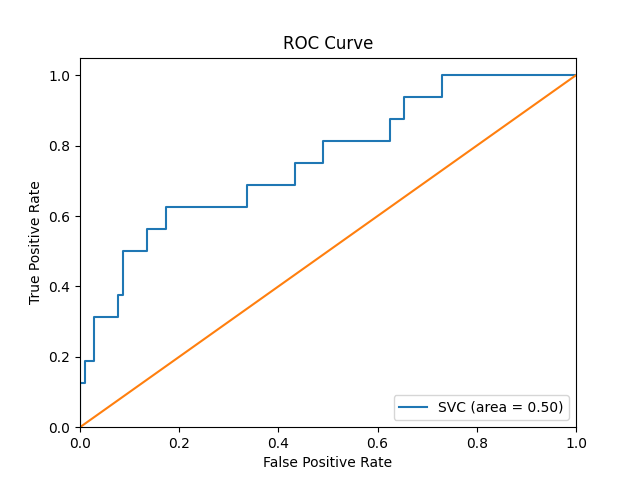 ROC Curve
1.0
0.8
0.6
0.4
0.2
0.0
True Positive Rate
SVC (area = 0.50)
0.0 0.2 0.4 0.6 0.8 1.0
False Positive Rate